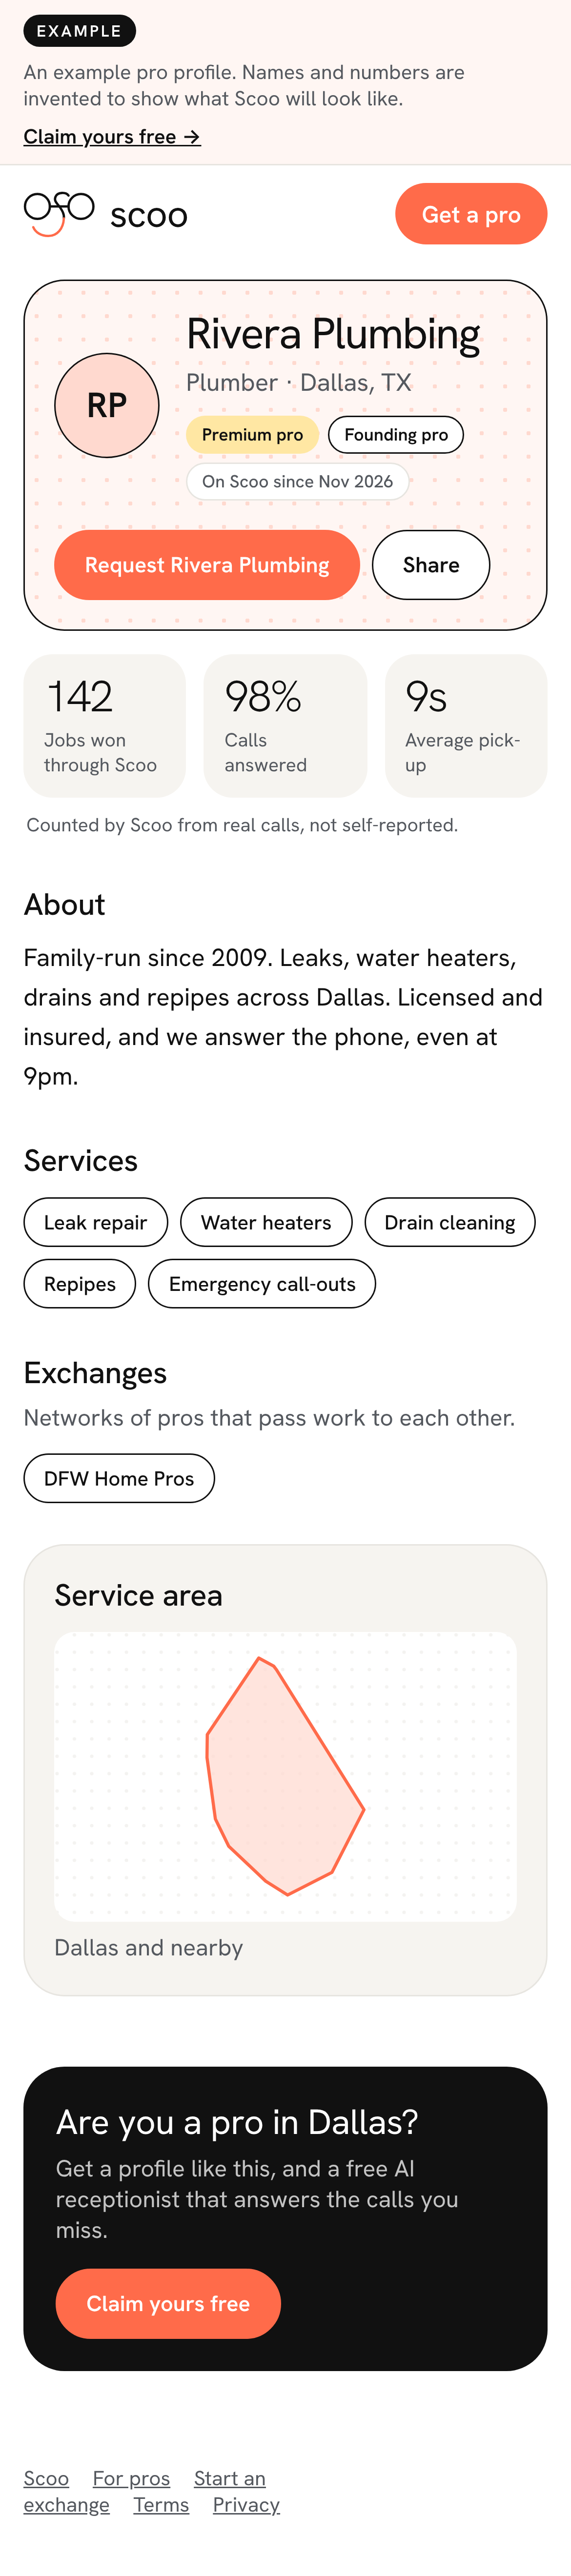 EXAMPLE
An example pro profile. Names and numbers are
invented to show what Scoo will look like.
Claim yours free →
scoo
Get a pro
Rivera Plumbing
RP
Plumber · Dallas, TX
Premium pro
Founding pro
On Scoo since Nov 2026
Request Rivera Plumbing
Share
142
Jobs won
through Scoo
98%
Calls
answered
9s
Average pick-
up
Counted by Scoo from real calls, not self-reported.
About
Family-run since 2009. Leaks, water heaters,
drains and repipes across Dallas. Licensed and
insured, and we answer the phone, even at
9pm.
Services
Leak repair
Water heaters
Drain cleaning
Repipes
Emergency call-outs
Exchanges
Networks of pros that pass work to each other.
DFW Home Pros
Service area
Dallas and nearby
Are you a pro in Dallas?
Get a profile like this, and a free AI
receptionist that answers the calls you
miss.
Claim yours free
Scoo For pros Start an
exchange Terms Privacy